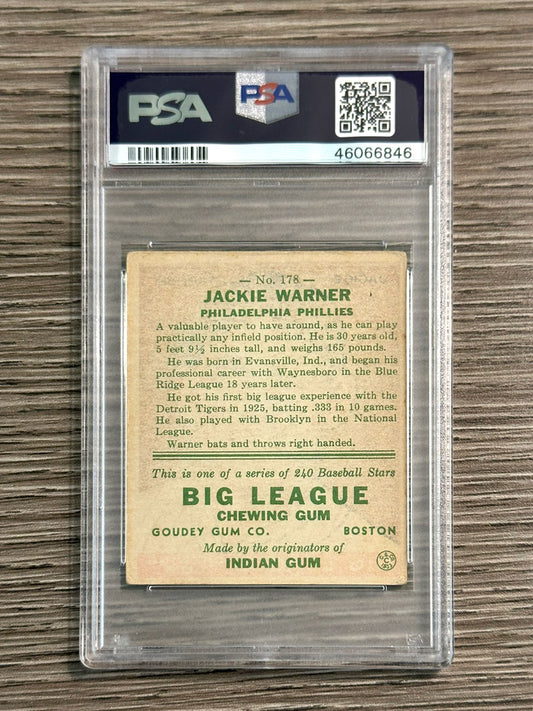 PSA
PSA
46066846
— No. 178 —
JACKIE WARNER
PHILADELPHIA PHILLIES
A valuable player to have around, as he can play
practically any infield position. He is 30 years old,
5 feet 9½ inches tall, and weighs 165 pounds.
He was born in Evansville, Ind., and began his
professional career with Waynesboro in the Blue
Ridge League 18 years later.
He got his first big league experience with the
Detroit Tigers in 1925, batting .333 in 10 games.
He also played with Brooklyn in the National
League.
Warner bats and throws right handed.
This is one of a series of 240 Baseball Stars
BIG LEAGUE
CHEWING GUM
GOUDEY GUM CO. BOSTON
Made by the originators of
INDIAN GUM